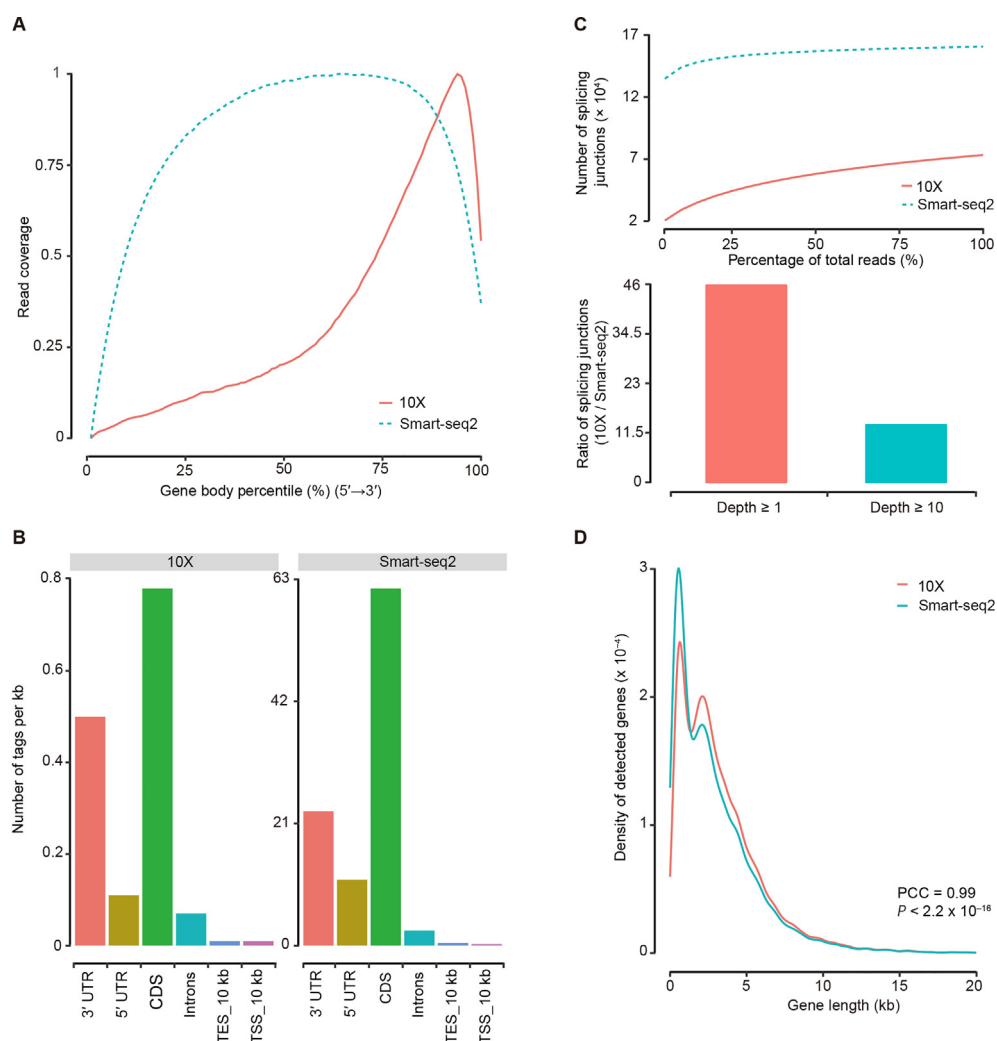 A
1
0.75
0.5
0.25
0
Read coverage
10X
Smart-seq2
0
25
50
75
100
Gene body percentile (%) (5′→3′)
B
10X
Smart-seq2
0.8
0.6
0.4
0.2
0
Number of tags per kb
63
42
21
0
3′ UTR
5′ UTR
CDS
Introns
TES_10 kb
TSS_10 kb
3′ UTR
5′ UTR
CDS
Introns
TES_10 kb
TSS_10 kb
C
17
12
7
2
Number of splicing
junctions (× 10⁴)
10X
Smart-seq2
0
25
50
75
100
Percentage of total reads (%)
46
34.5
23
11.5
0
Ratio of splicing junctions
(10X / Smart-seq2)
Depth ≥ 1
Depth ≥ 10
D
3
2
1
0
Density of detected genes (x 10⁻⁴)
10X
Smart-seq2
PCC = 0.99
P < 2.2 x 10⁻¹⁶
0
5
10
15
20
Gene length (kb)